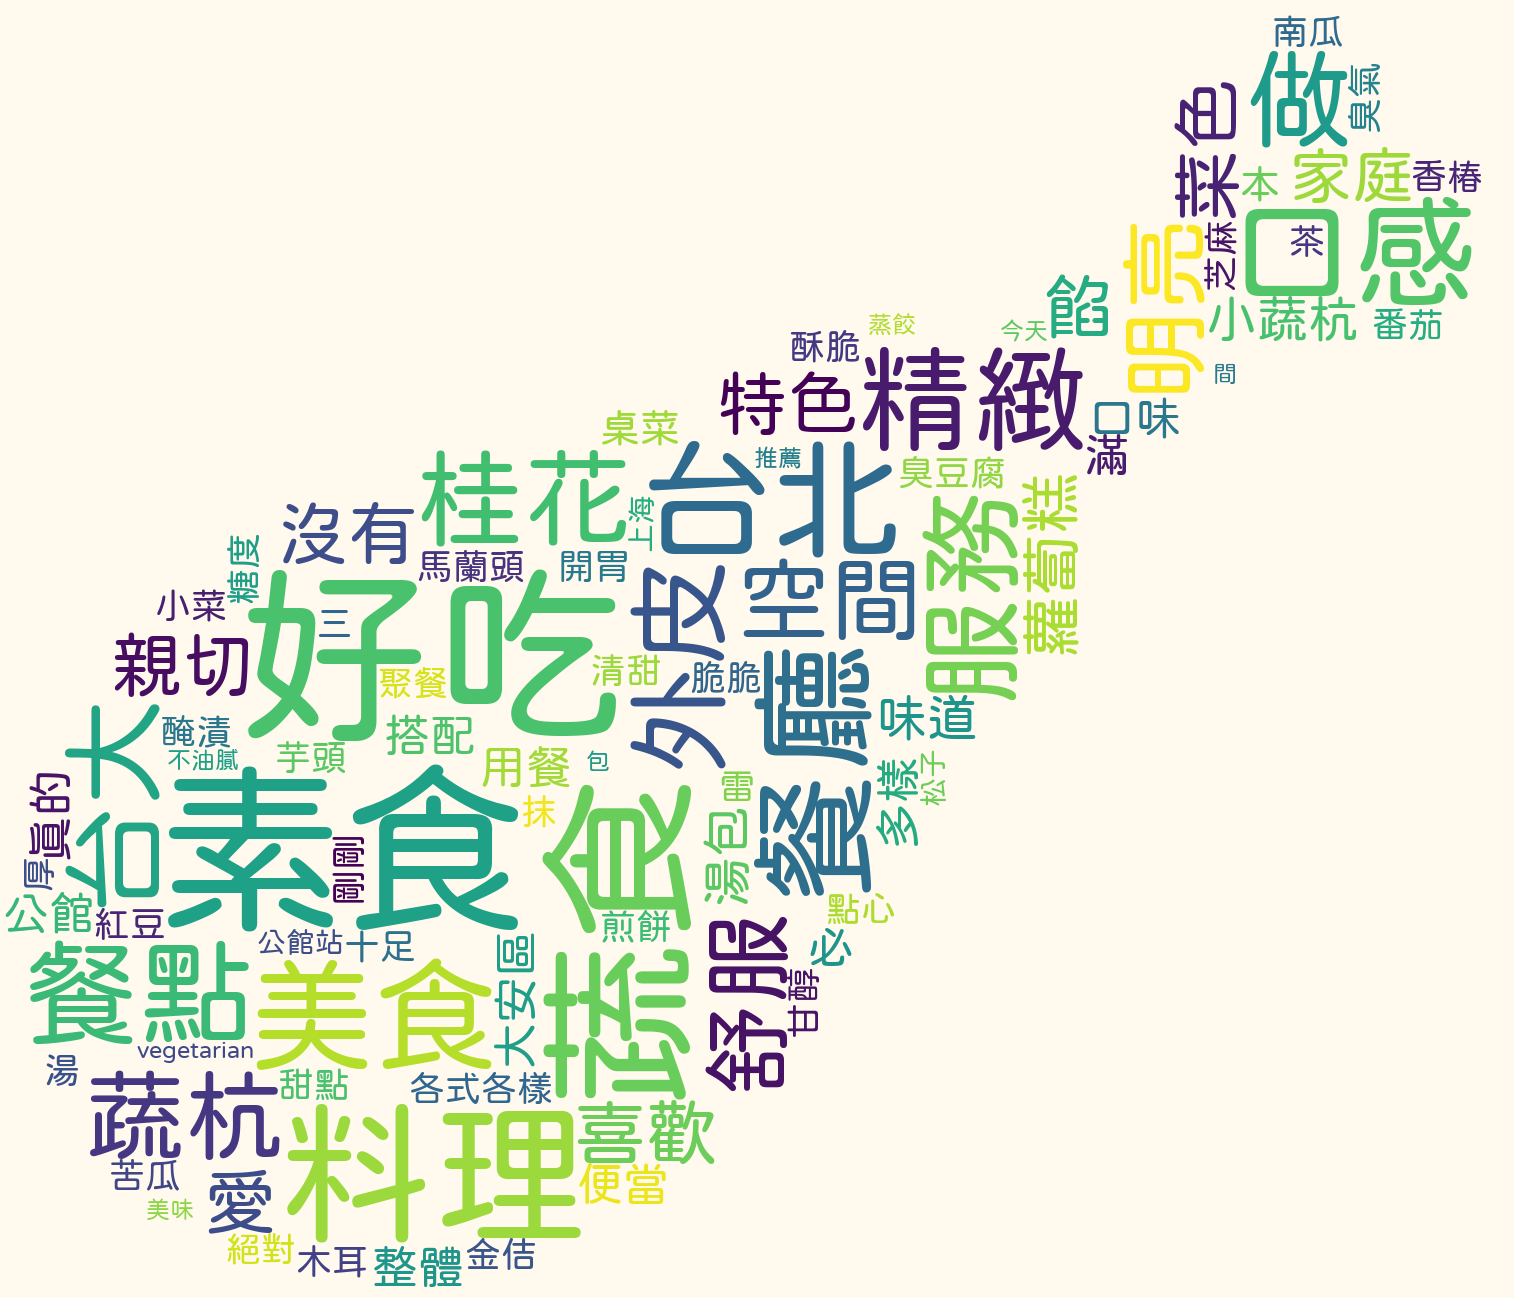 南瓜
做
臭氣
菜色
家庭
香椿
本
口感
茶
芝麻
明亮
小蔬杭
番茄
間
餡
今天
蒸餃
酥脆
精緻
特色
口味
滿
桌菜
推薦
台北
臭豆腐
桂花
上海
沒有
馬蘭頭
開胃
服務
蘿蔔糕
糖度
空間
外皮
小菜
親切
好吃
三
聚餐
清甜
脆脆
餐廳
味道
醃漬
不油膩
芋頭
搭配
用餐
包
台大
真的
素食
剛剛
抹
蔬食
雷
湯包
多樣
松子
厚
公館
紅豆
公館站
十足
煎餅
點心
必
餐點
美食
大安區
舒服
甘醇
vegetarian
湯
甜點
各式各樣
蔬杭
料理
喜歡
苦瓜
美味
愛
便當
絕對
木耳
整體
金佶